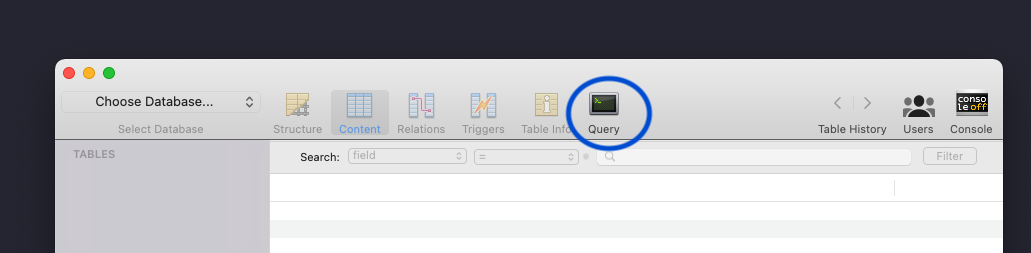 Choose Database...
Select Database
Structure
Content
Relations
Triggers
Table Info
Query
Table History
Users
conso
le off
Console
TABLES
Search:
field
=
Filter